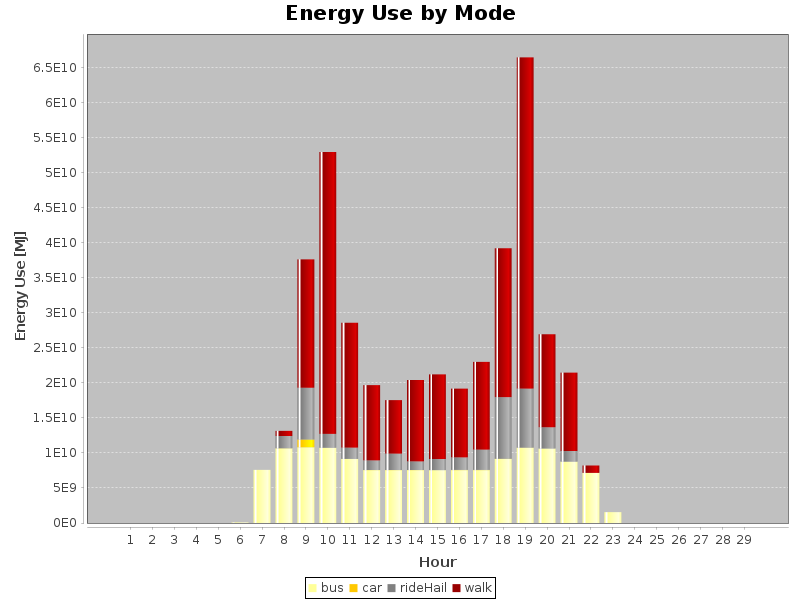 Energy Use by Mode
Energy Use [MJ]
6.5E10
6E10
5.5E10
5E10
4.5E10
4E10
3.5E10
3E10
2.5E10
2E10
1.5E10
1E10
5E9
0E0
1 2 3 4 5 6 7 8 9 10 11 12 13 14 15 16 17 18 19 20 21 22 23 24 25 26 27 28 29
Hour
bus car rideHail walk